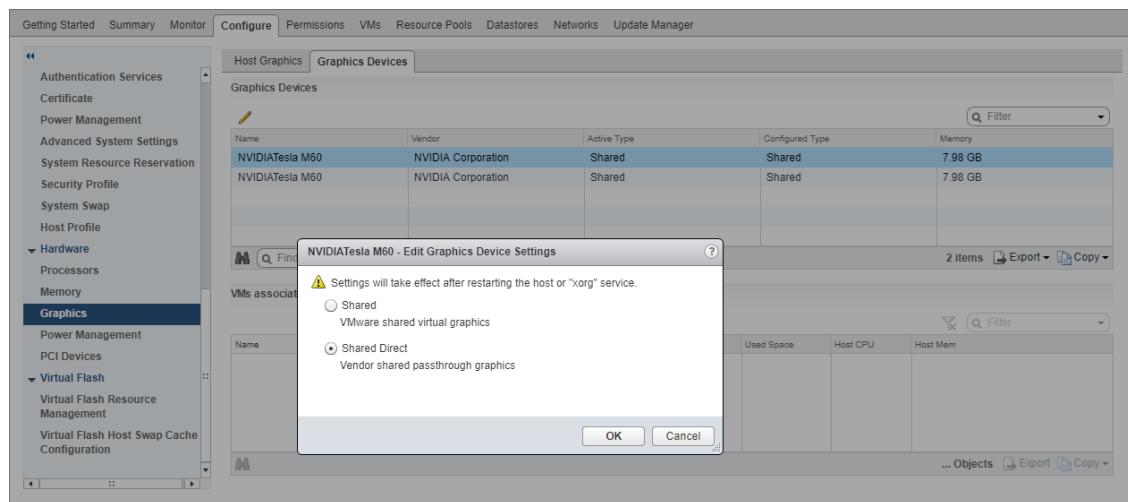 Getting Started Summary Monitor Configure Permissions VMs Resource Pools Datastores Networks Update Manager
Authentication Services
Certificate
Power Management
Advanced System Settings
System Resource Reservation
Security Profile
System Swap
Host Profile
Hardware
Processors
Memory
Graphics
Power Management
PCI Devices
Virtual Flash
Virtual Flash Resource
Management
Virtual Flash Host Swap Cache
Configuration
Host Graphics Graphics Devices
Graphics Devices
Filter
Name Vendor Active Type Configured Type Memory
NVIDIATesla M60 NVIDIA Corporation Shared Shared 7.98 GB
NVIDIATesla M60 NVIDIA Corporation Shared Shared 7.98 GB
Find
2 items Export Copy
NVIDIATesla M60 - Edit Graphics Device Settings ?
Settings will take effect after restarting the host or "xorg" service.
Shared
VMware shared virtual graphics
Shared Direct
Vendor shared passthrough graphics
OK Cancel
VMs associat
Filter
Name Used Space Host CPU Host Mem
... Objects Export Copy